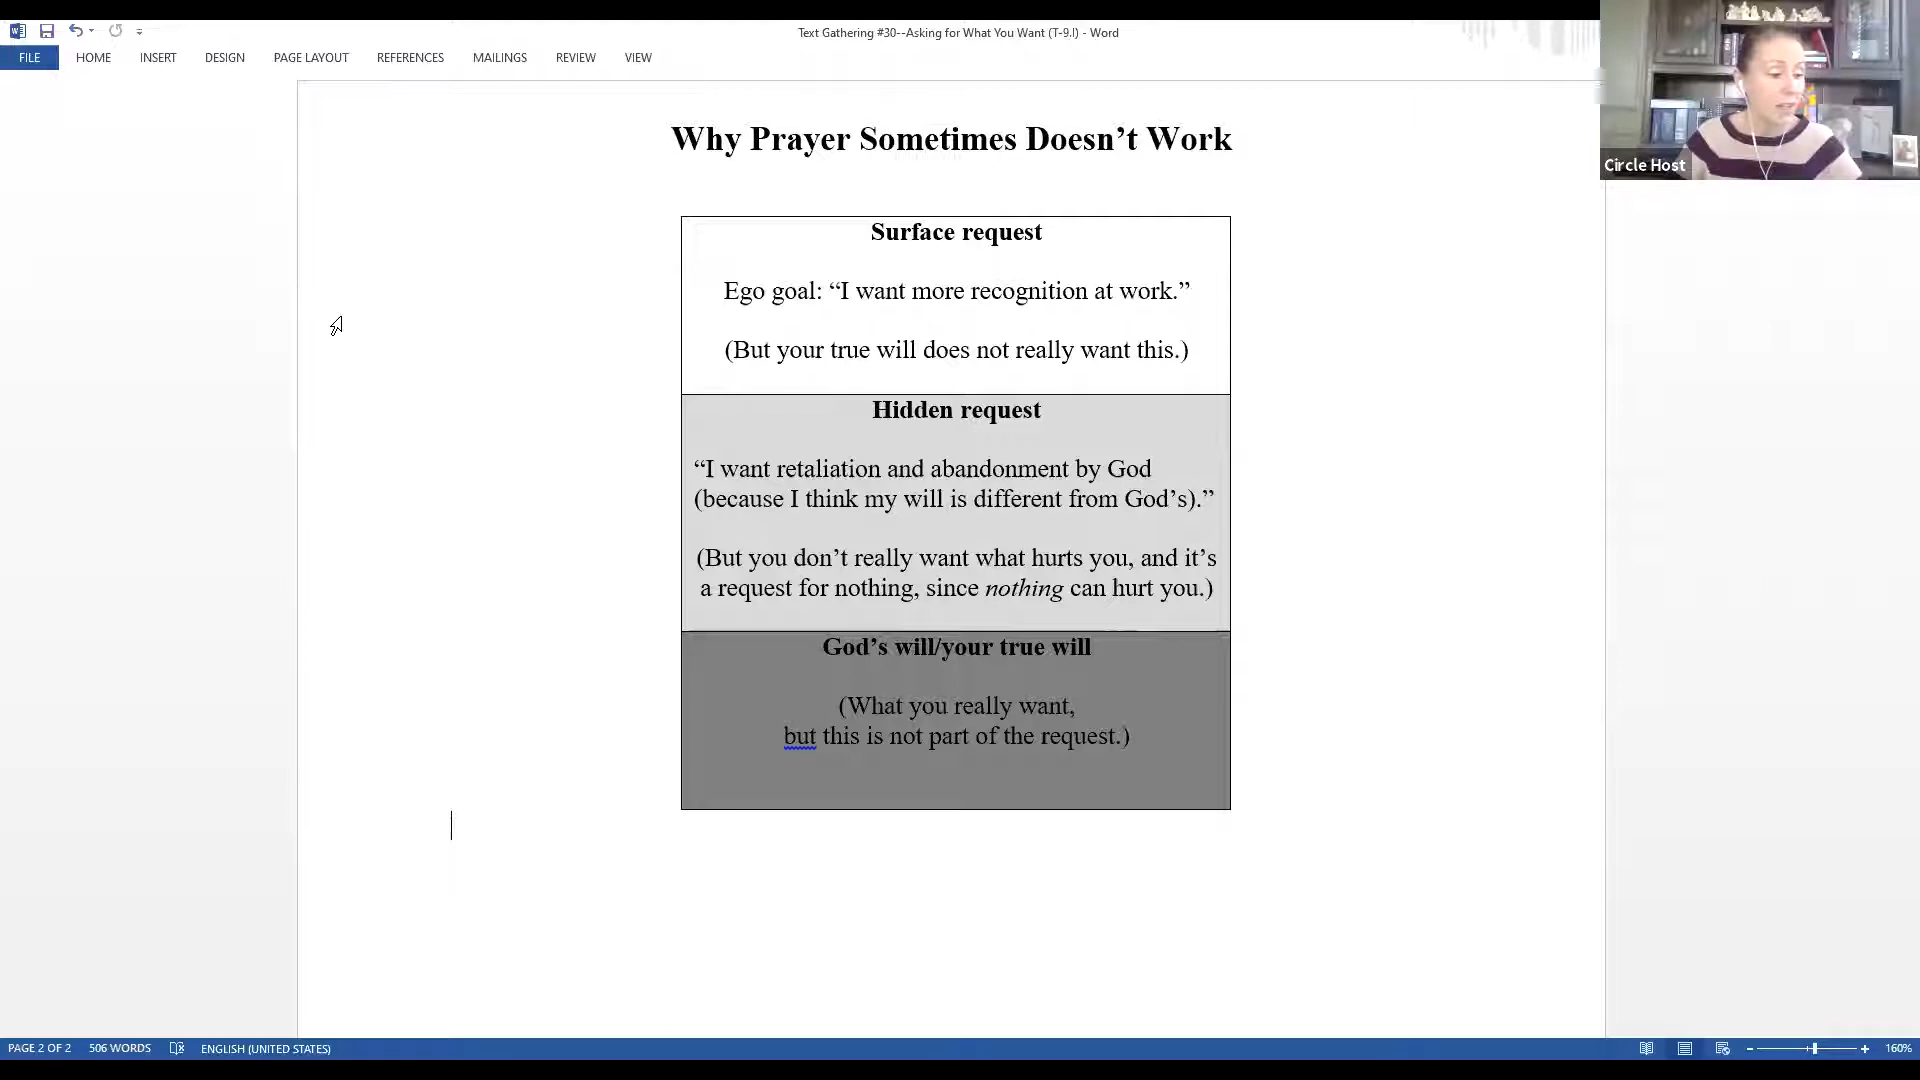 Text Gathering #30--Asking for What You Want (T-9.I) - Word
FILE HOME INSERT DESIGN PAGE LAYOUT REFERENCES MAILINGS REVIEW VIEW
Circle Host
Why Prayer Sometimes Doesn’t Work
Surface request
Ego goal: “I want more recognition at work.”
(But your true will does not really want this.)
Hidden request
“I want retaliation and abandonment by God
(because I think my will is different from God’s).”
(But you don’t really want what hurts you, and it’s
a request for nothing, since nothing can hurt you.)
God’s will/your true will
(What you really want,
but this is not part of the request.)
PAGE 2 OF 2 506 WORDS ENGLISH (UNITED STATES) 160%